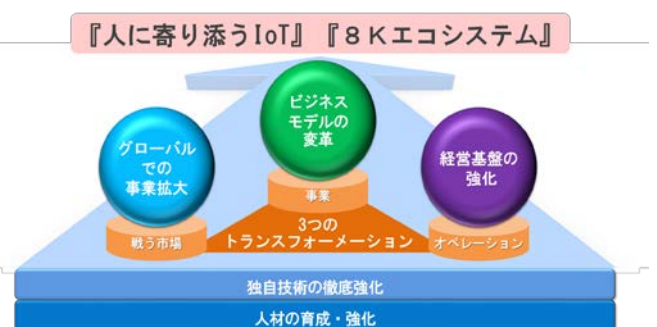 『人に寄り添うIoT』『８Ｋエコシステム』
ビジネス
モデルの
変革
グローバル
での
事業拡大
経営基盤の
強化
事業
戦う市場
3つの
トランスフォーメーション
オペレーション
独自技術の徹底強化
人材の育成・強化